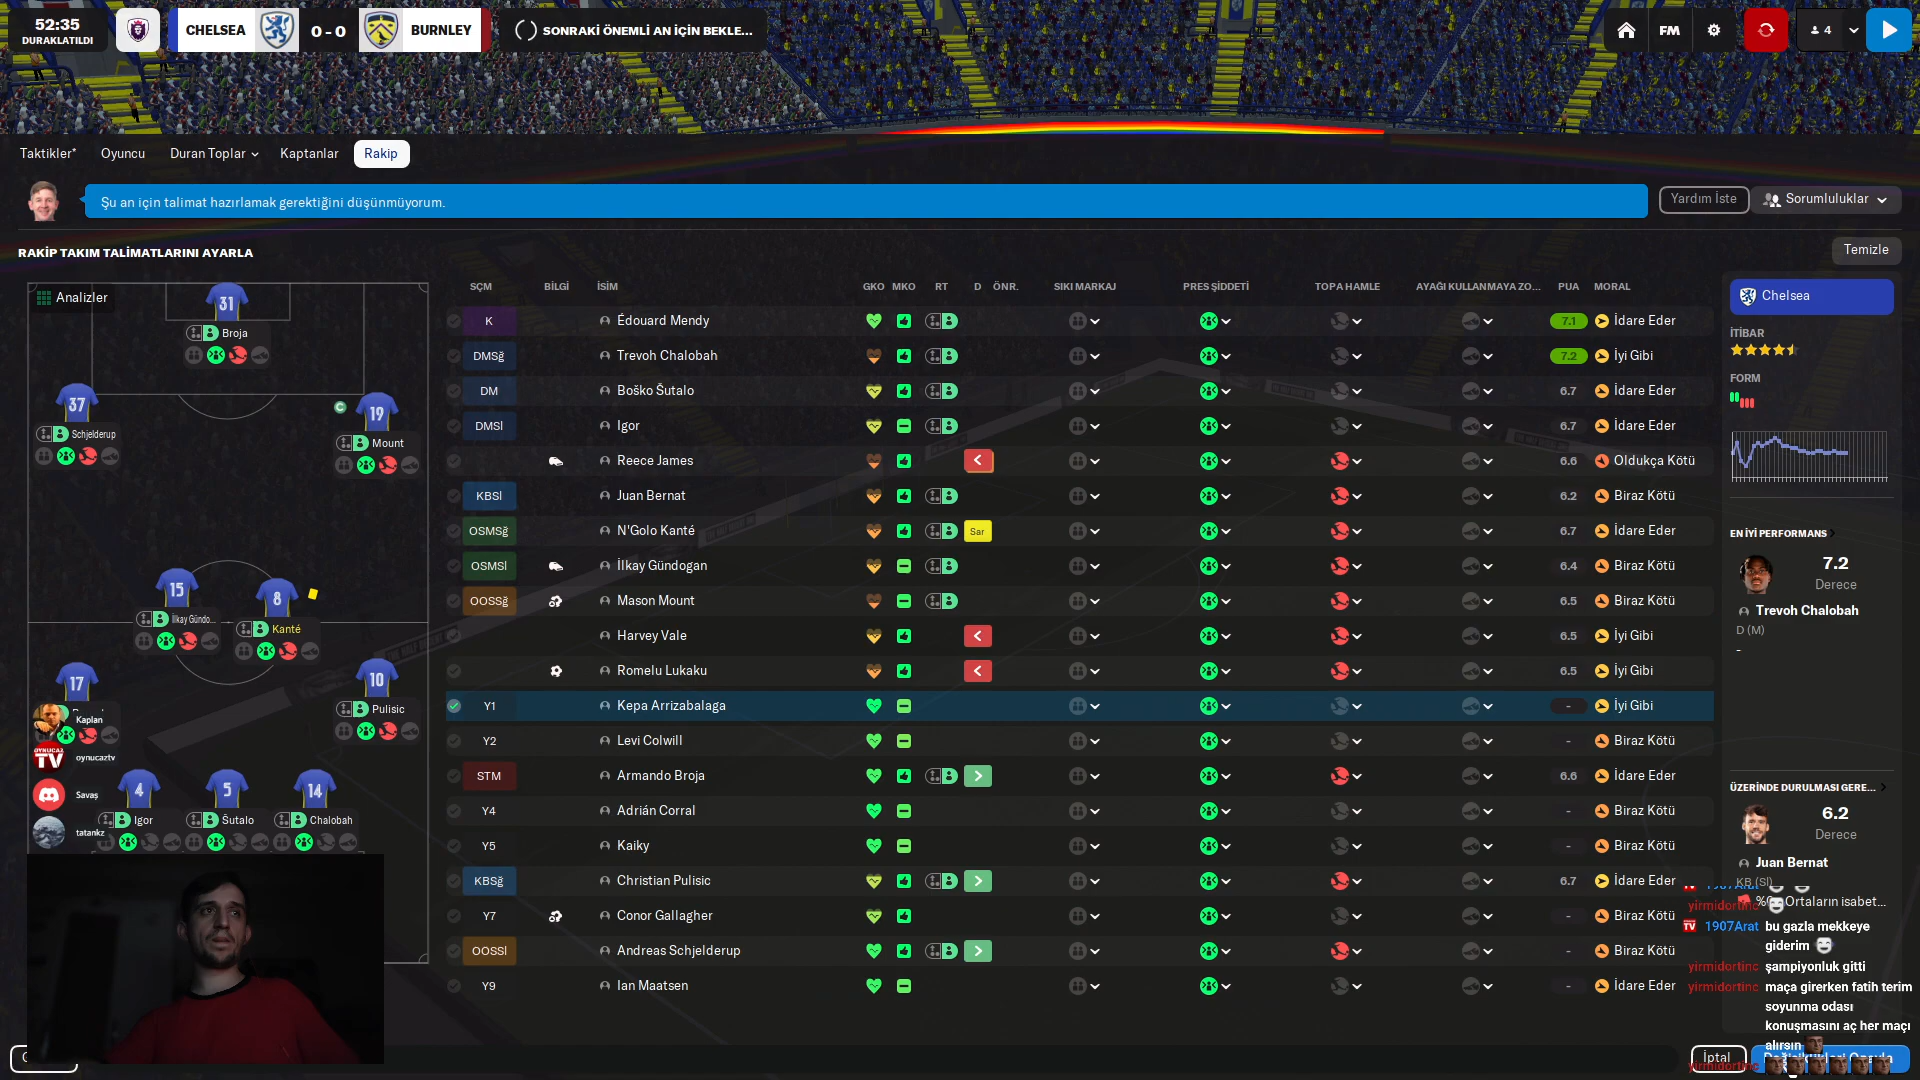 52:35
DURAKLATILDI
CHELSEA
0 - 0
BURNLEY
SONRAKİ ÖNEMLİ AN İÇİN BEKLE...
FM
4
Taktikler*
Oyuncu
Duran Toplar
Kaptanlar
Rakip
Şu an için talimat hazırlamak gerektiğini düşünmüyorum.
Yardım İste
Sorumluluklar
RAKİP TAKIM TALİMATLARINI AYARLA
Temizle
Analizler
31
Broja
37
Schjelderup
19
Mount
15
İlkay Gündo...
8
Kanté
17
10
Pulisic
Kaplan
oynucaztv
Savaş
tatankz
4
Igor
5
Šutalo
14
Chalobah
SÇM BİLGİ İSİM GKO MKO RT D ÖNR. SIKI MARKAJ PRES ŞİDDETİ TOPA HAMLE AYAĞI KULLANMAYA ZO... PUA MORAL
K Édouard Mendy 7.1 İdare Eder
DMSğ Trevoh Chalobah 7.2 İyi Gibi
DM Boško Šutalo 6.7 İdare Eder
DMSl Igor 6.7 İdare Eder
Reece James 6.6 Oldukça Kötü
KBSl Juan Bernat 6.2 Biraz Kötü
OSMSğ N'Golo Kanté Sar 6.7 İdare Eder
OSMSl İlkay Gündogan 6.4 Biraz Kötü
OOSSğ Mason Mount 6.5 Biraz Kötü
Harvey Vale 6.5 İyi Gibi
Romelu Lukaku 6.5 İyi Gibi
Y1 Kepa Arrizabalaga - İyi Gibi
Y2 Levi Colwill - Biraz Kötü
STM Armando Broja 6.6 İdare Eder
Y4 Adrián Corral - Biraz Kötü
Y5 Kaiky - Biraz Kötü
KBSğ Christian Pulisic 6.7 İdare Eder
Y7 Conor Gallagher - Biraz Kötü
OOSSl Andreas Schjelderup - Biraz Kötü
Y9 Ian Maatsen - İdare Eder
Chelsea
İTİBAR
FORM
EN İYİ PERFORMANS
7.2
Derece
Trevoh Chalobah
D (M)
-
ÜZERİNDE DURULMASI GERE...
6.2
Derece
Juan Bernat
KB (Sl)
Ortaların isabet...
yirmidortinc
1907Arat bu gazla mekkeye
giderim
yirmidortinc şampiyonluk gitti
yirmidortinc maça girerken fatih terim
soyunma odası
konuşmasını aç her maçı
alırsın
yirmidortinc
İptal